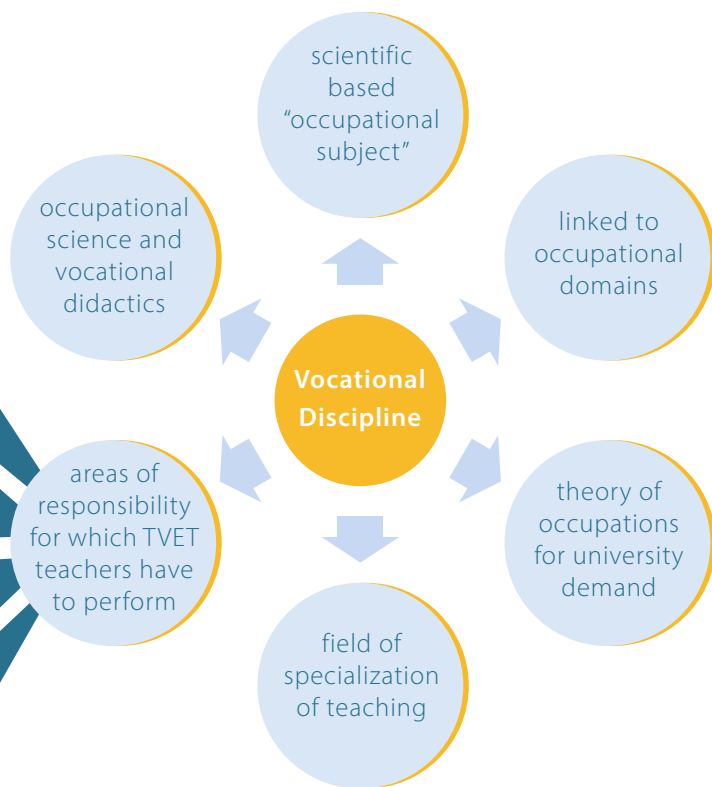 scientific
based
“occupational
subject”
linked to
occupational
domains
theory of
occupations
for university
demand
field of
specialization
of teaching
areas of
responsibility
for which TVET
teachers have
to perform
occupational
science and
vocational
didactics
Vocational
Discipline